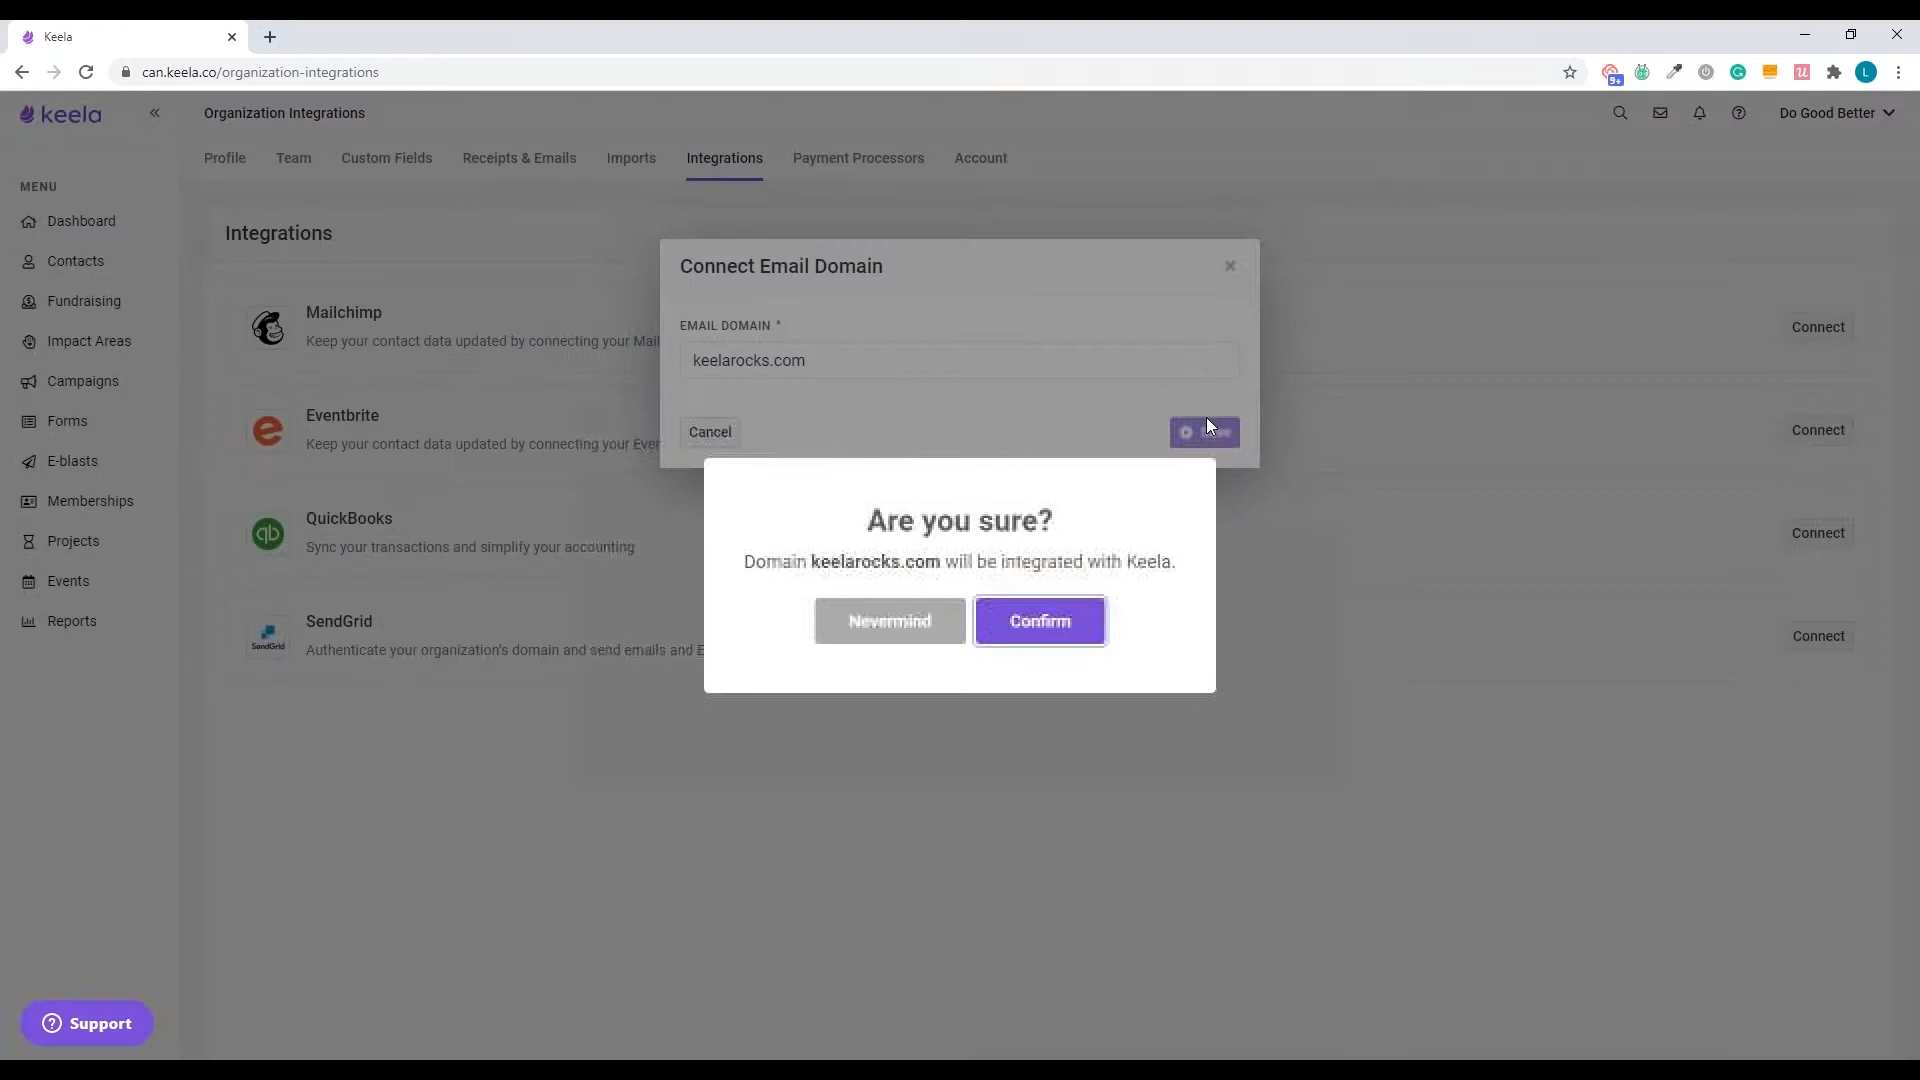 Keela
can.keela.co/organization-integrations
9+
L
keela
Organization Integrations
Do Good Better
Profile
Team
Custom Fields
Receipts & Emails
Imports
Integrations
Payment Processors
Account
MENU
Dashboard
Contacts
Fundraising
Impact Areas
Campaigns
Forms
E-blasts
Memberships
Projects
Events
Reports
Integrations
Mailchimp
Keep your contact data updated by connecting your Mail
Connect
Eventbrite
Keep your contact data updated by connecting your Ever
Connect
qb
QuickBooks
Sync your transactions and simplify your accounting
Connect
SendGrid
SendGrid
Authenticate your organization's domain and send emails and E
Connect
Connect Email Domain
EMAIL DOMAIN *
keelarocks.com
Cancel
Are you sure?
Domain keelarocks.com will be integrated with Keela.
Nevermind
Confirm
Support